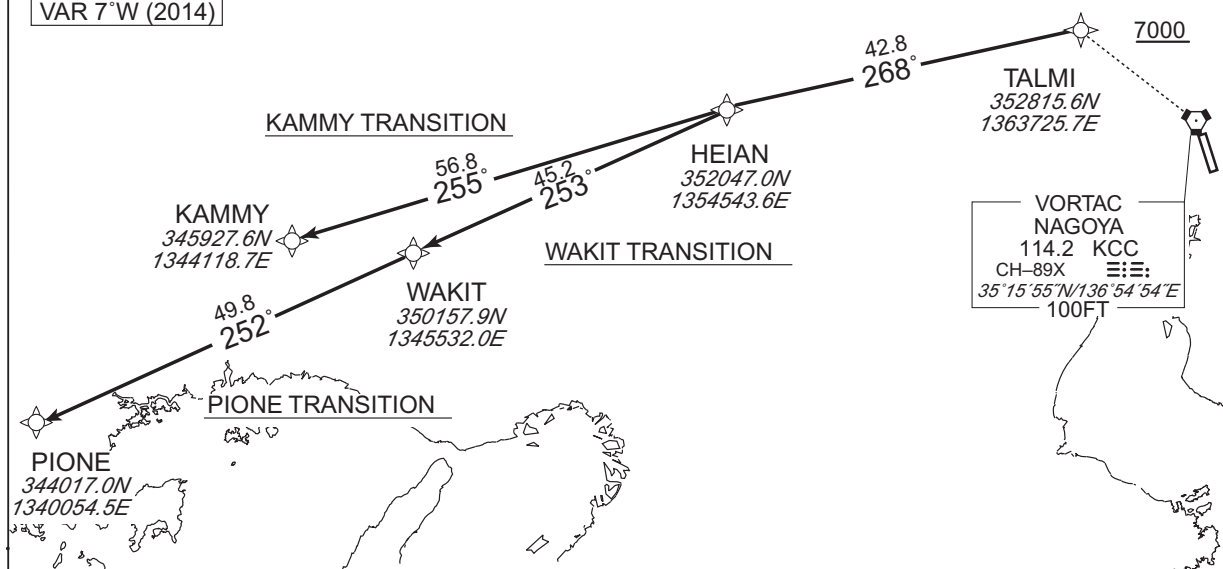 VAR 7˚W (2014)
7000
42.8
268˚
TALMI
352815.6N
1363725.7E
KAMMY TRANSITION
HEIAN
352047.0N
1354543.6E
56.8
255˚
45.2
253˚
KAMMY
345927.6N
1344118.7E
WAKIT TRANSITION
VORTAC
NAGOYA
114.2 KCC
CH–89X
35˚15´55˝N/136˚54´54˝E
100FT
WAKIT
350157.9N
1345532.0E
49.8
252˚
PIONE TRANSITION
PIONE
344017.0N
1340054.5E